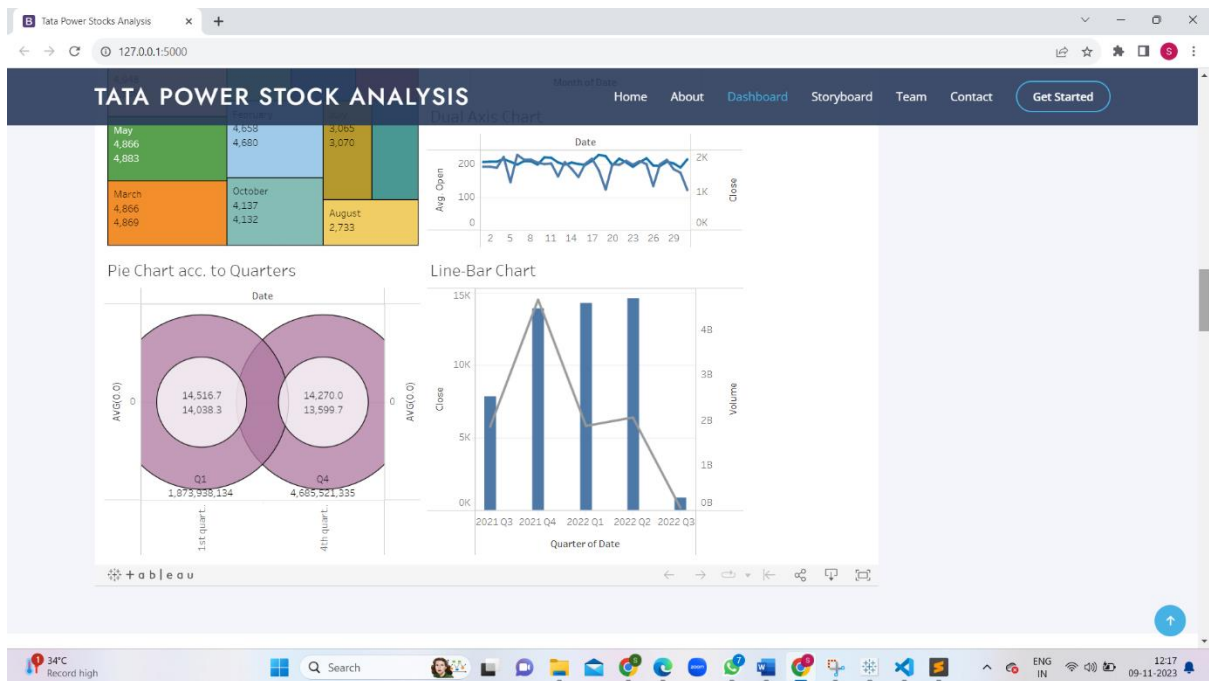 Tata Power Stocks Analysis
127.0.0.1:5000
TATA POWER STOCK ANALYSIS
Home About Dashboard Storyboard Team Contact Get Started
Month of Date
May
4,866
4,883
March
4,866
4,869
February
4,658
4,680
October
4,137
4,132
3,065
3,070
August
2,733
Dual Axis Chart
Date
200
100
0
Avg. Open
2K
1K
0K
Close
2 5 8 11 14 17 20 23 26 29
Pie Chart acc. to Quarters
Date
AVG(0.0)
0
14,516.7
14,038.3
14,270.0
13,599.7
0
AVG(0.0)
Q1
1,873,938,134
Q4
4,685,521,335
1st quart..
4th quart..
Line-Bar Chart
15K
10K
5K
0K
Close
4B
3B
2B
1B
0B
Volume
2021 Q3 2021 Q4 2022 Q1 2022 Q2 2022 Q3
Quarter of Date
+ableau
34°C
Record high
Search
ENG
IN
12:17
09-11-2023